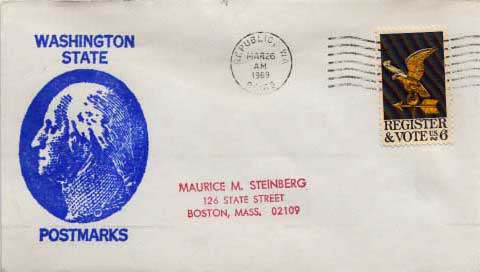 WASHINGTON
STATE
POSTMARKS
REPUBLIC, WA
MAR 26
AM
1969
REGISTER
& VOTE US 6
MAURICE M. STEINBERG
126 STATE STREET
BOSTON, MASS. 02109